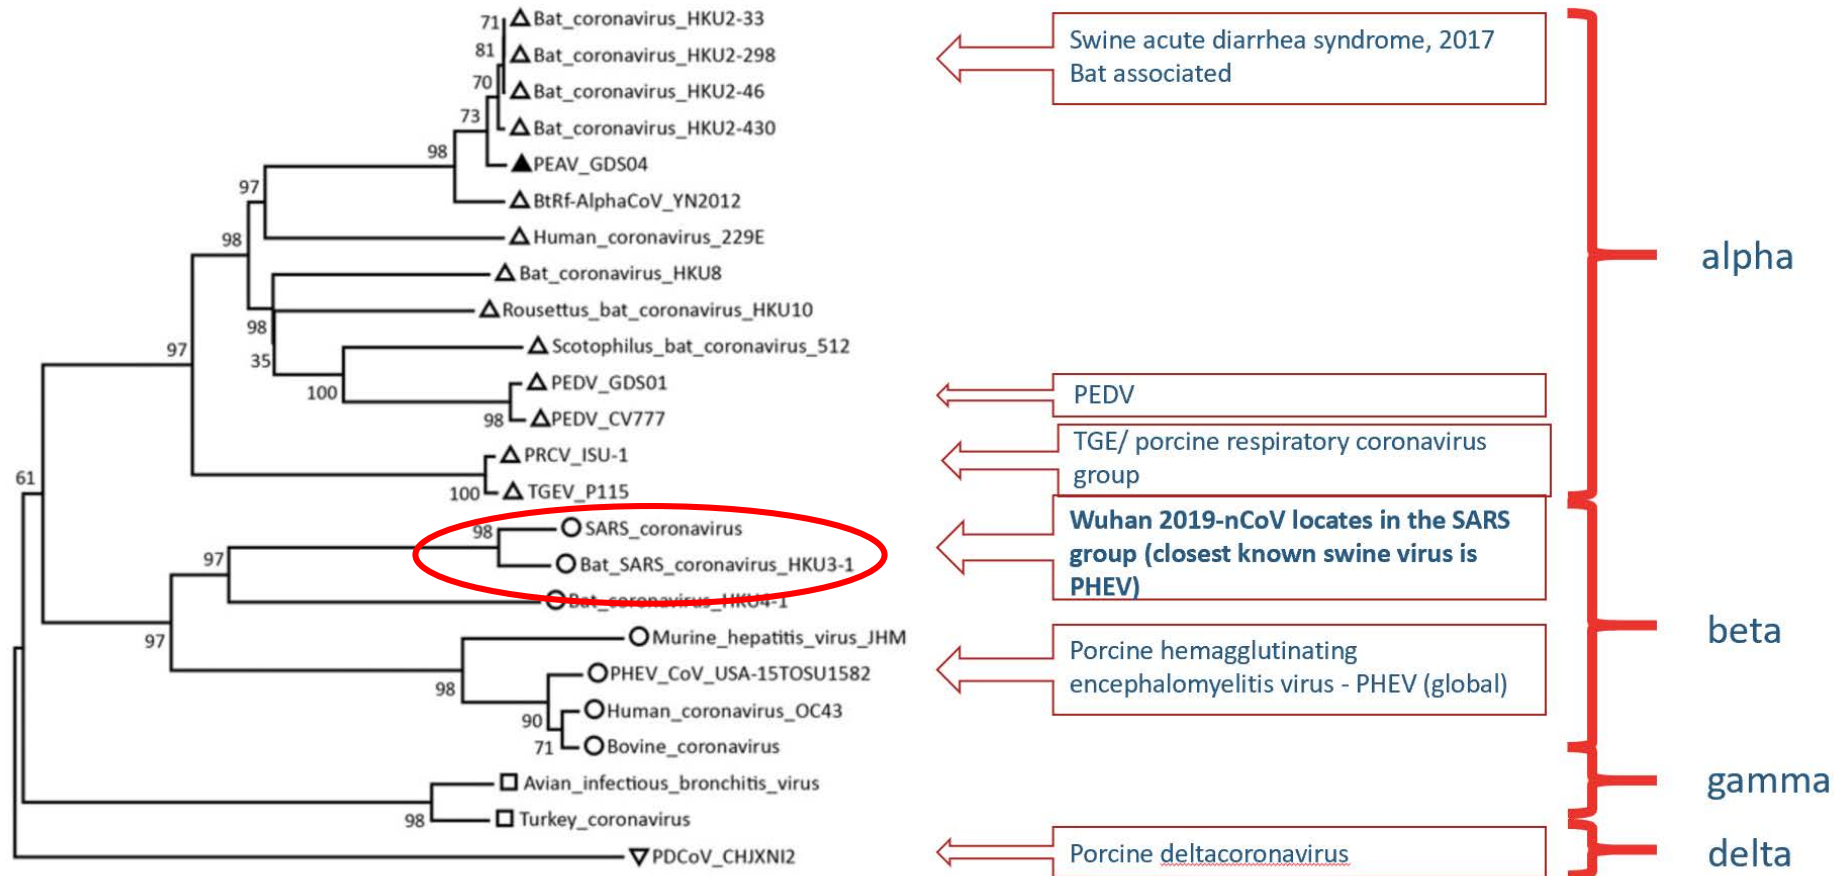 71
Bat_coronavirus_HKU2-33
81
Bat_coronavirus_HKU2-298
70
Bat_coronavirus_HKU2-46
73
Bat_coronavirus_HKU2-430
98
PEAV_GDS04
97
BtRf-AlphaCoV_YN2012
98
Human_coronavirus_229E
Bat_coronavirus_HKU8
Rousettus_bat_coronavirus_HKU10
98
35
Scotophilus_bat_coronavirus_512
97
100
PEDV_GDS01
98
PEDV_CV777
PRCV_ISU-1
61
100
TGEV_P115
98
SARS_coronavirus
97
Bat_SARS_coronavirus_HKU3-1
Bat_coronavirus_HKU4-1
97
Murine_hepatitis_virus_JHM
98
PHEV_CoV_USA-15TOSU1582
90
Human_coronavirus_OC43
71
Bovine_coronavirus
Avian_infectious_bronchitis_virus
98
Turkey_coronavirus
PDCoV_CHJXNI2
Swine acute diarrhea syndrome, 2017
Bat associated
PEDV
TGE/ porcine respiratory coronavirus
group
Wuhan 2019-nCoV locates in the SARS
group (closest known swine virus is
PHEV)
Porcine hemagglutinating
encephalomyelitis virus - PHEV (global)
Porcine deltacoronavirus
alpha
beta
gamma
delta